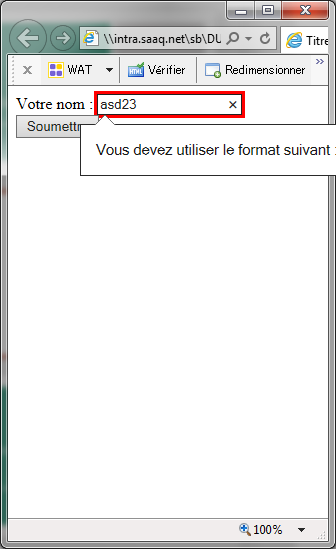 \\intra.saaq.net\sb\DU
Titre
x WAT Vérifier Redimensionner
Votre nom : asd23
Soumettr
Vous devez utiliser le format suivant :
100%